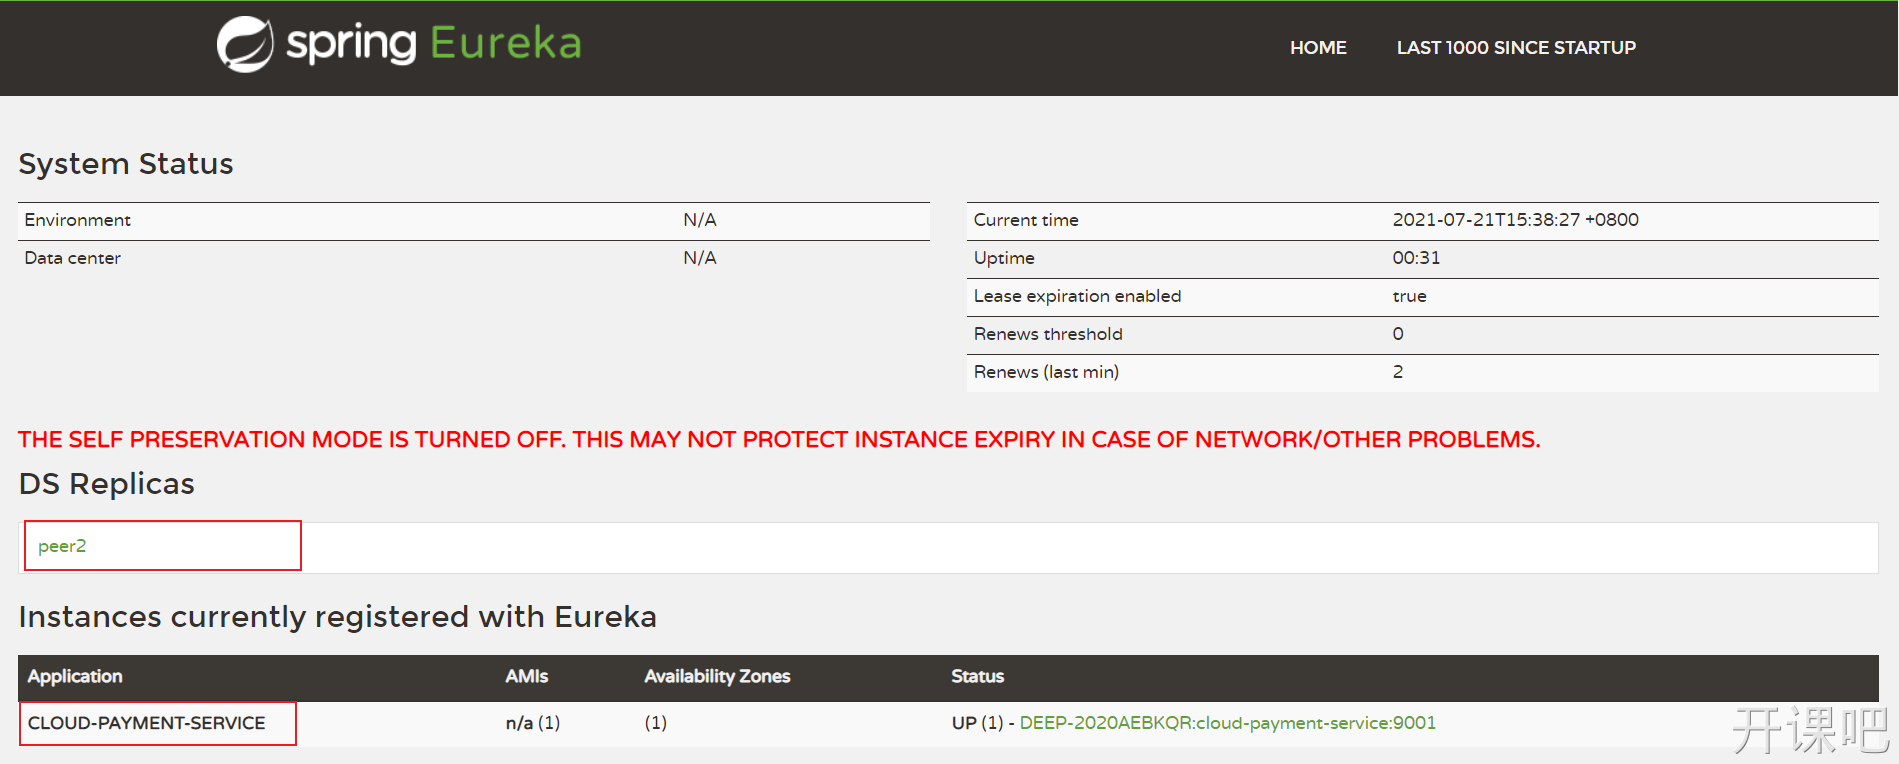 spring Eureka
HOME LAST 1000 SINCE STARTUP
System Status
Environment N/A
Data center N/A
Current time 2021-07-21T15:38:27 +0800
Uptime 00:31
Lease expiration enabled true
Renews threshold 0
Renews (last min) 2
THE SELF PRESERVATION MODE IS TURNED OFF. THIS MAY NOT PROTECT INSTANCE EXPIRY IN CASE OF NETWORK/OTHER PROBLEMS.
DS Replicas
peer2
Instances currently registered with Eureka
Application AMIs Availability Zones Status
CLOUD-PAYMENT-SERVICE n/a (1) (1) UP (1) - DEEP-2020AEBKQR:cloud-payment-service:9001
开课吧